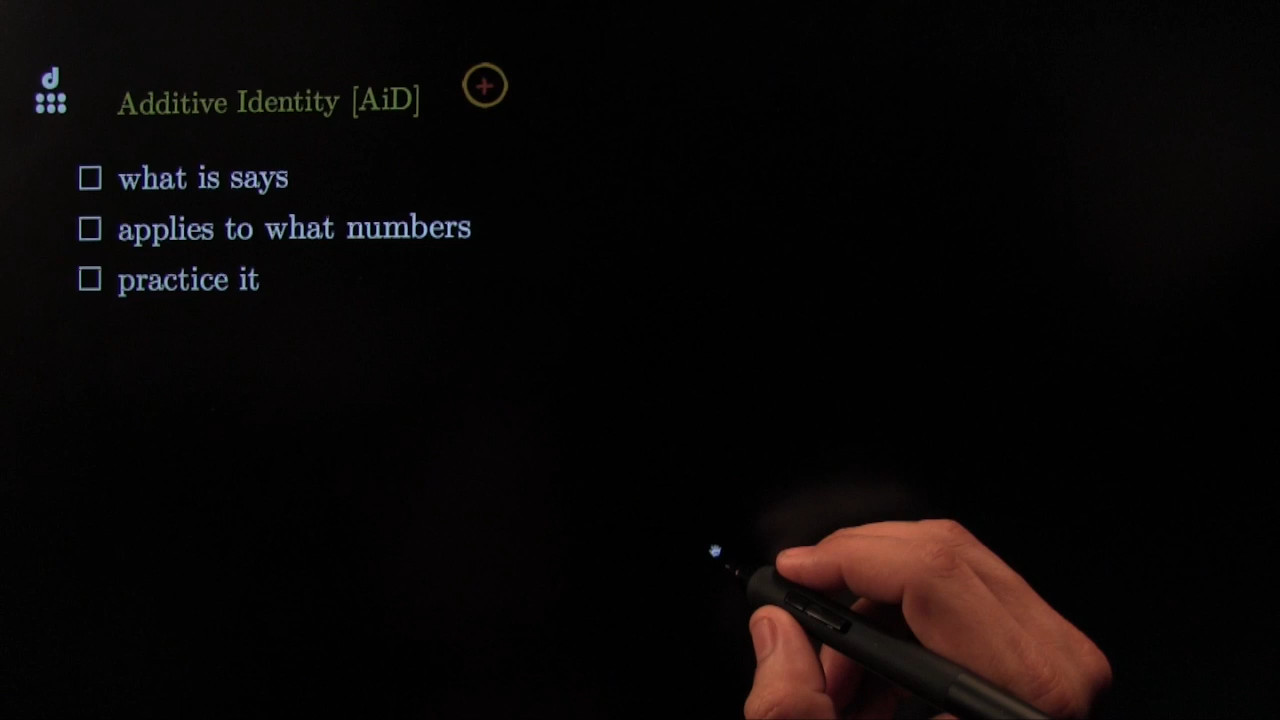 d
Additive Identity [AiD] +
what is says
applies to what numbers
practice it